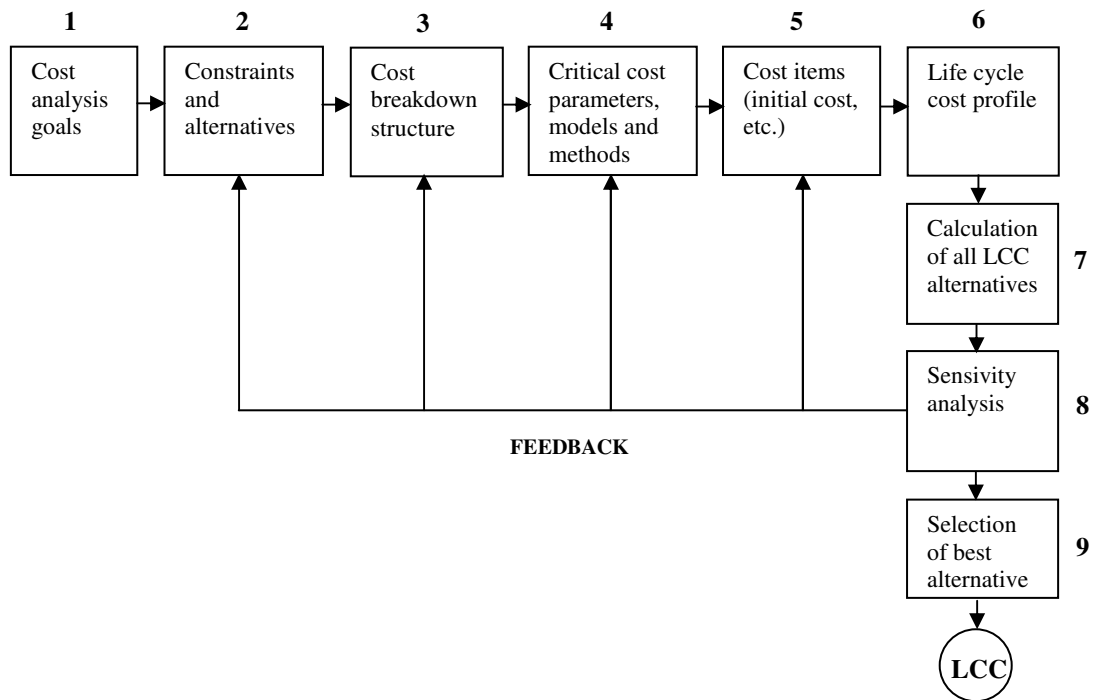 1
2
3
4
5
6
Cost
analysis
goals
Constraints
and
alternatives
Cost
breakdown
structure
Critical cost
parameters,
models and
methods
Cost items
(initial cost,
etc.)
Life cycle
cost profile
Calculation
of all LCC
alternatives
7
Sensivity
analysis
8
FEEDBACK
Selection
of best
alternative
9
LCC